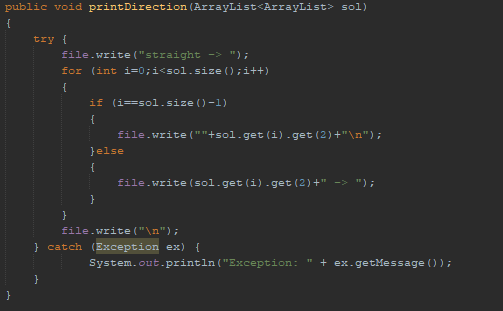 public void printDirection(ArrayList<ArrayList> sol)
{
    try {
        file.write("straight -> ");
        for (int i=0;i<sol.size();i++)
        {
            if (i==sol.size()-1)
            {
                file.write(""+sol.get(i).get(2)+"\n");
            }else
            {
                file.write(sol.get(i).get(2)+" -> ");
            }
        }
        file.write("\n");
    } catch (Exception ex) {
            System.out.println("Exception: " + ex.getMessage());
    }
}